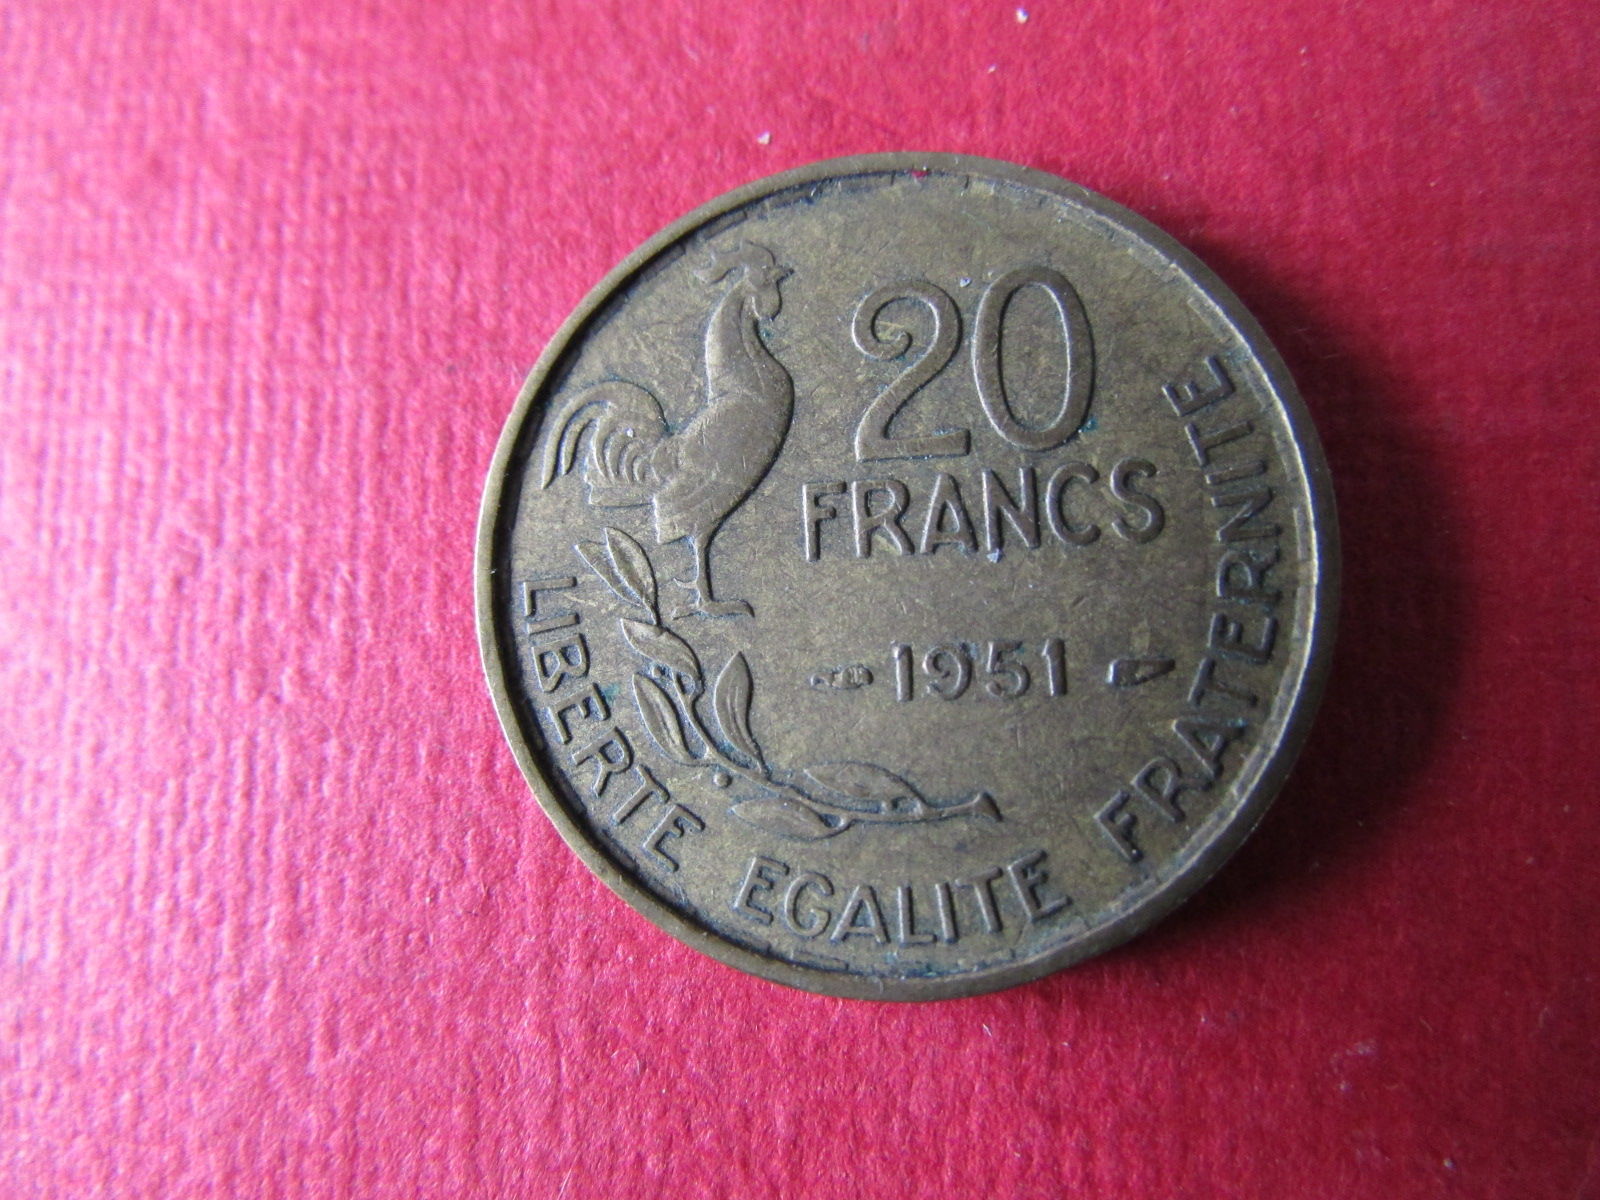 20
FRANCS
1951
LIBERTE EGALITE FRATERNITE